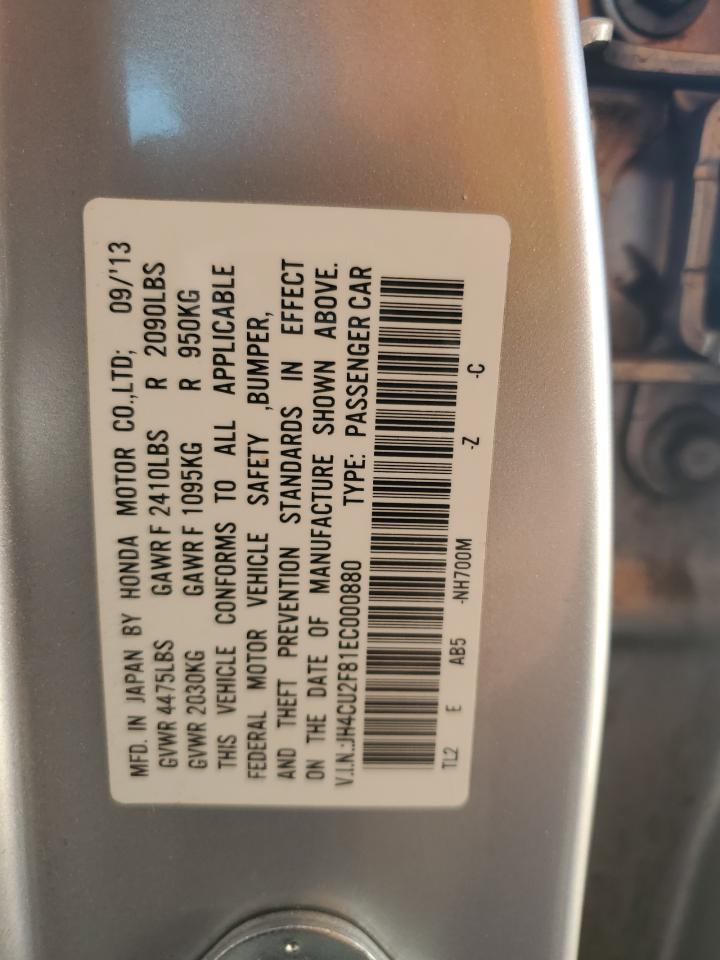 MFD. IN JAPAN BY HONDA MOTOR CO.,LTD; 09/'13
GVWR 4475LBS GAWR F 2410LBS R 2090LBS
GVWR 2030KG GAWR F 1095KG R 950KG
THIS VEHICLE CONFORMS TO ALL APPLICABLE
FEDERAL MOTOR VEHICLE SAFETY ,BUMPER,
AND THEFT PREVENTION STANDARDS IN EFFECT
ON THE DATE OF MANUFACTURE SHOWN ABOVE.
V.I.N.:JH4CU2F81EC000880 TYPE: PASSENGER CAR
TL2 E AB5 -NH700M -Z -C